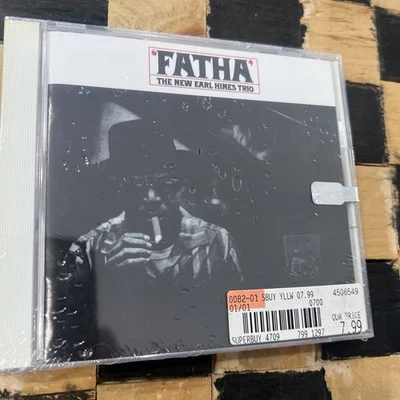 'FATHA'
THE NEW EARL HINES TRIO
0082-01 SBUY YLLW 07.99 4506549
01/01 0700
OUR PRICE
7.99
SUPERBUY 4709 799 1297